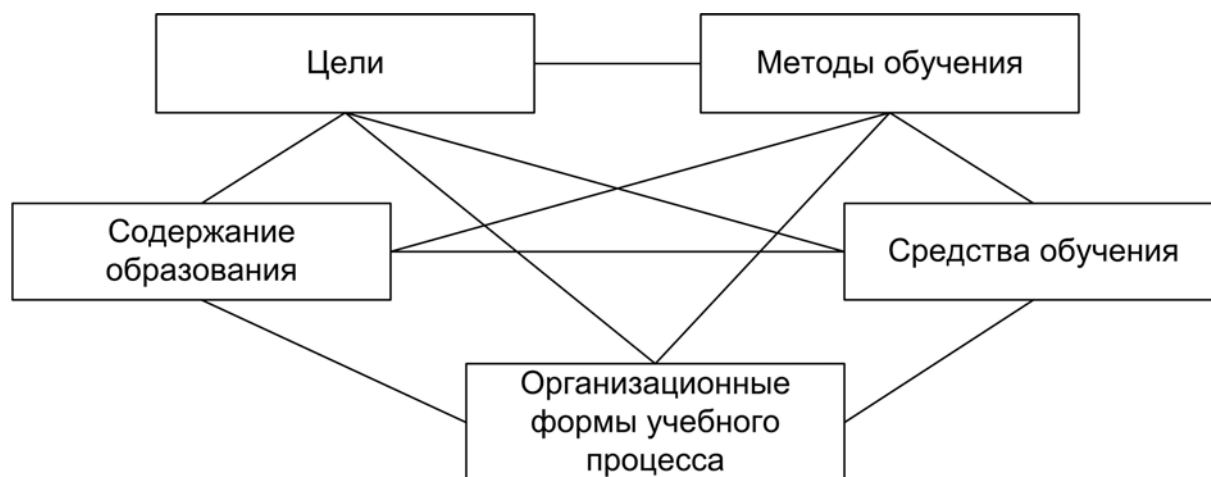 Цели
Методы обучения
Содержание
образования
Средства обучения
Организационные
формы учебного
процесса